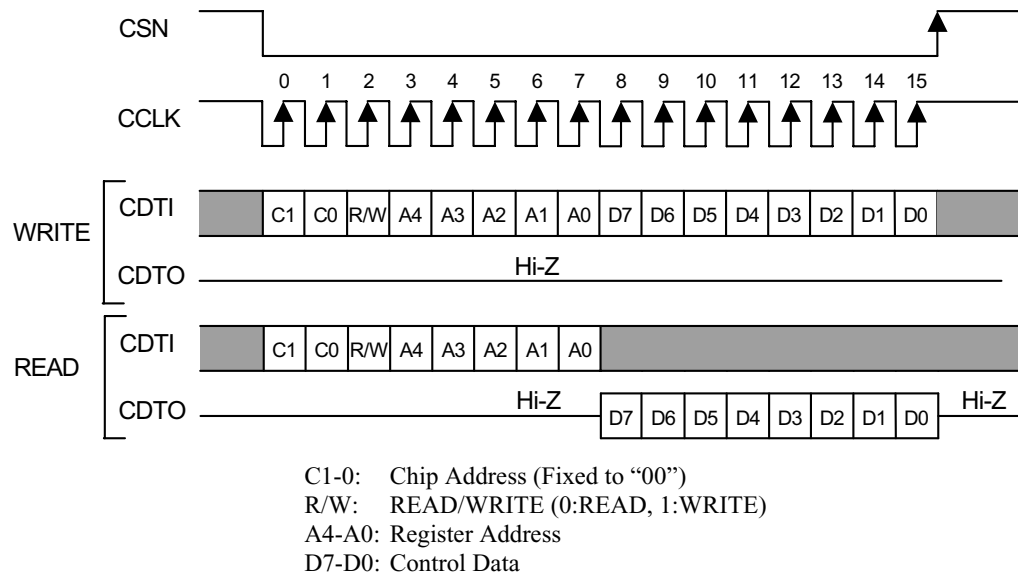 CSN
0 1 2 3 4 5 6 7 8 9 10 11 12 13 14 15
CCLK
WRITE
CDTI
C1 C0 R/W A4 A3 A2 A1 A0 D7 D6 D5 D4 D3 D2 D1 D0
CDTO
Hi-Z
READ
CDTI
C1 C0 R/W A4 A3 A2 A1 A0
CDTO
Hi-Z
D7 D6 D5 D4 D3 D2 D1 D0
Hi-Z
C1-0: Chip Address (Fixed to “00”)
R/W: READ/WRITE (0:READ, 1:WRITE)
A4-A0: Register Address
D7-D0: Control Data